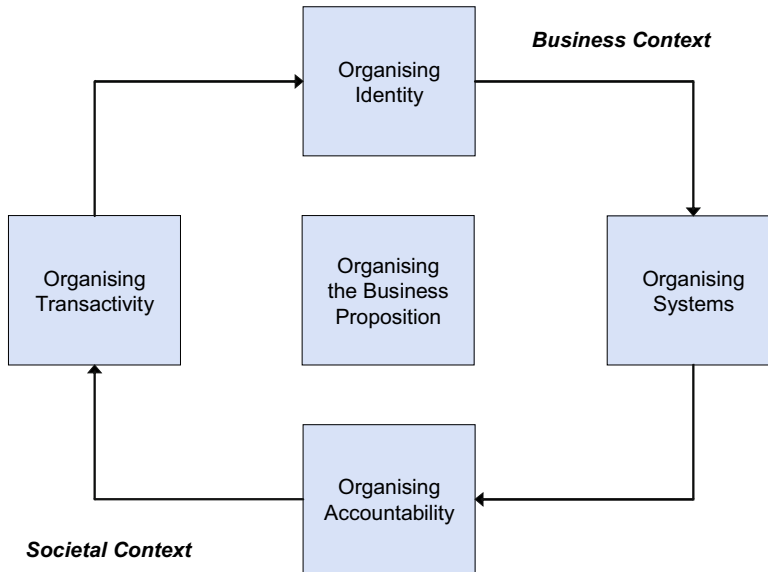 Business Context
Organising
Identity
Organising
Transactivity
Organising
the Business
Proposition
Organising
Systems
Organising
Accountability
Societal Context